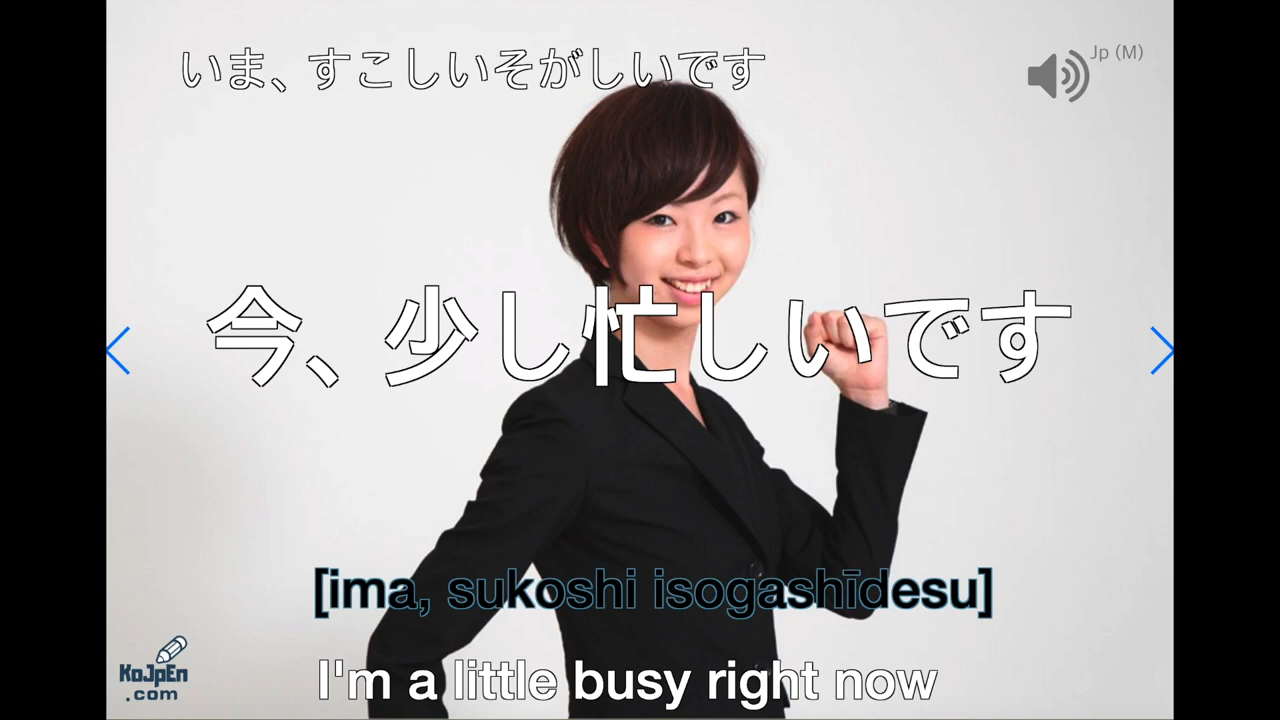 いま、すこしいそがしいです
Jp (M)
今、少し忙しいです
[ima, sukoshi isogashīdesu]
I'm a little busy right now
KoJpEn
.com